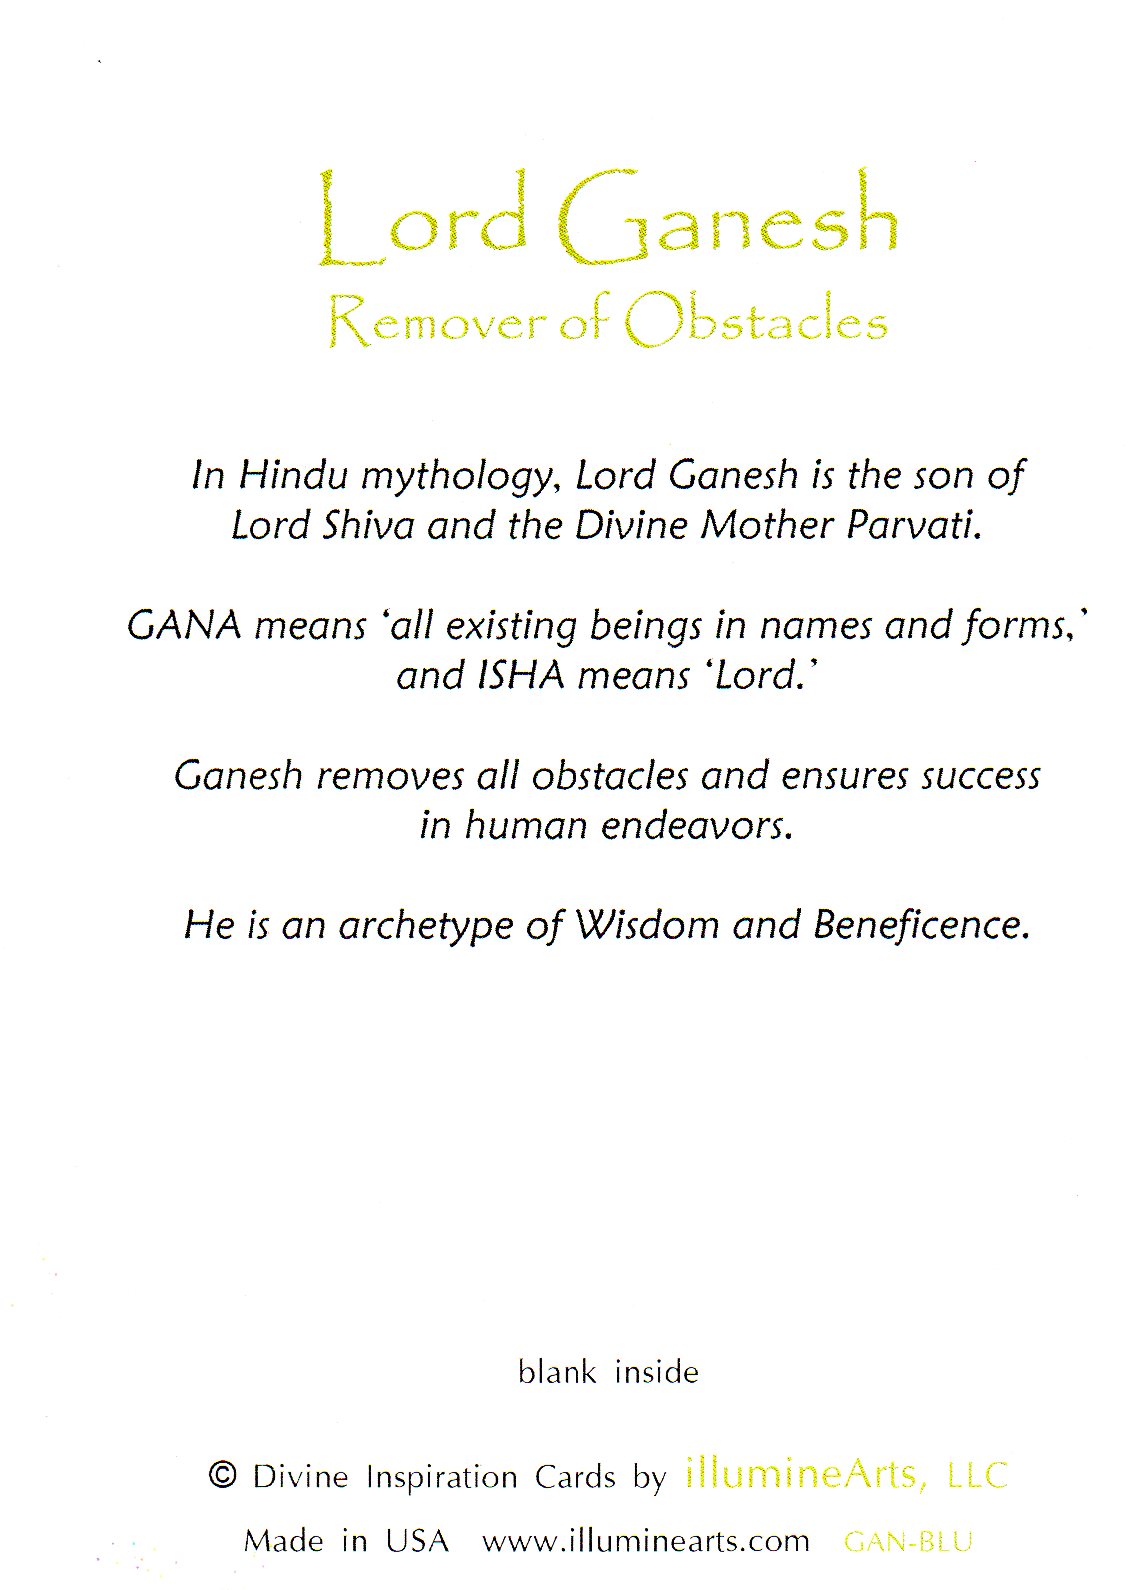 Lord Ganesh
Remover of Obstacles
In Hindu mythology, Lord Ganesh is the son of
Lord Shiva and the Divine Mother Parvati.
GANA means ‘all existing beings in names and forms,’
and ISHA means ‘Lord.’
Ganesh removes all obstacles and ensures success
in human endeavors.
He is an archetype of Wisdom and Beneficence.
blank inside
© Divine Inspiration Cards by illumineArts, LLC
Made in USA www.illuminearts.com GAN-BLU